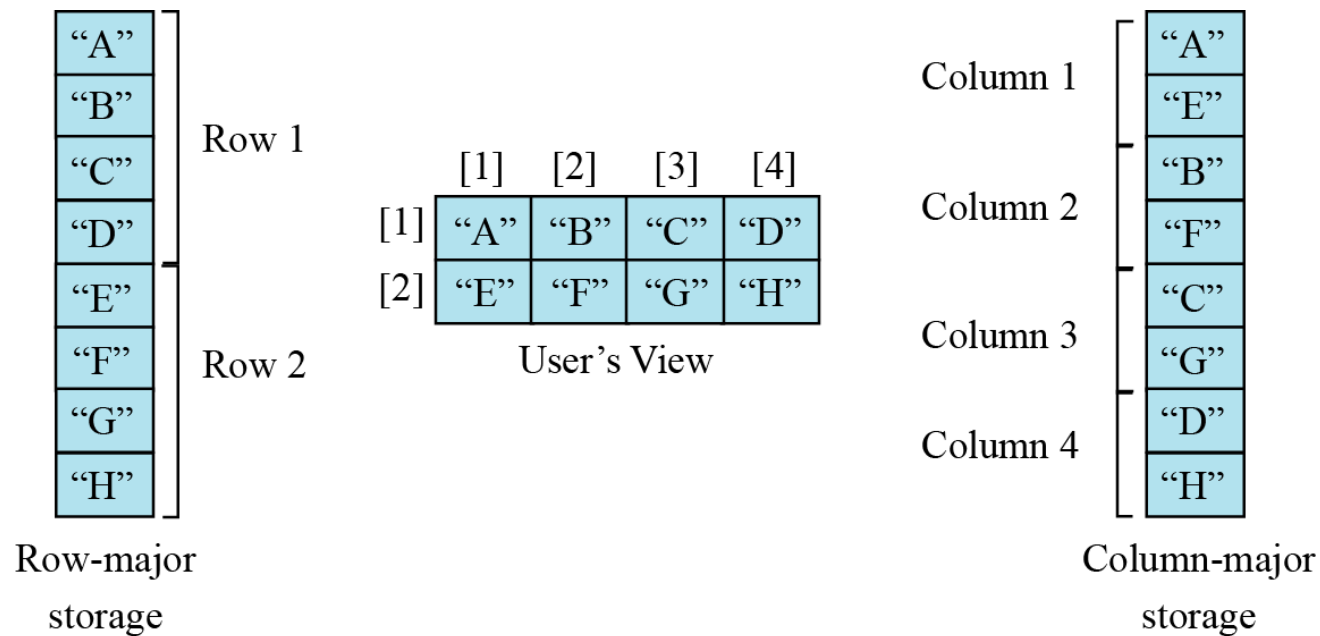 “A”
“B”
“C”
“D”
“E”
“F”
“G”
“H”
Row 1
Row 2
Row-major
storage
[1] [2] [3] [4]
[1] “A” “B” “C” “D”
[2] “E” “F” “G” “H”
User’s View
Column 1
Column 2
Column 3
Column 4
“A”
“E”
“B”
“F”
“C”
“G”
“D”
“H”
Column-major
storage